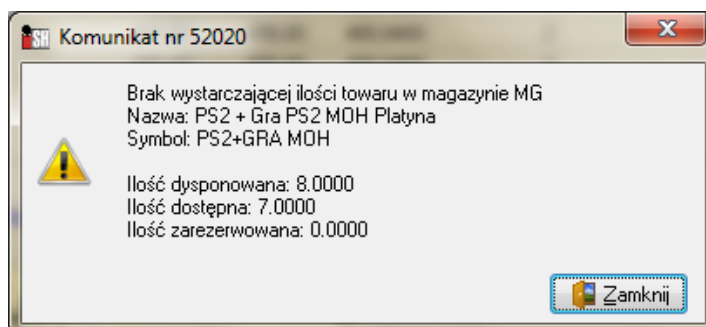 SH Komunikat nr 52020
Brak wystarczającej ilości towaru w magazynie MG
Nazwa: PS2 + Gra PS2 MOH Platyna
Symbol: PS2+GRA MOH
Ilość dysponowana: 8.0000
Ilość dostępna: 7.0000
Ilość zarezerwowana: 0.0000
Zamknij